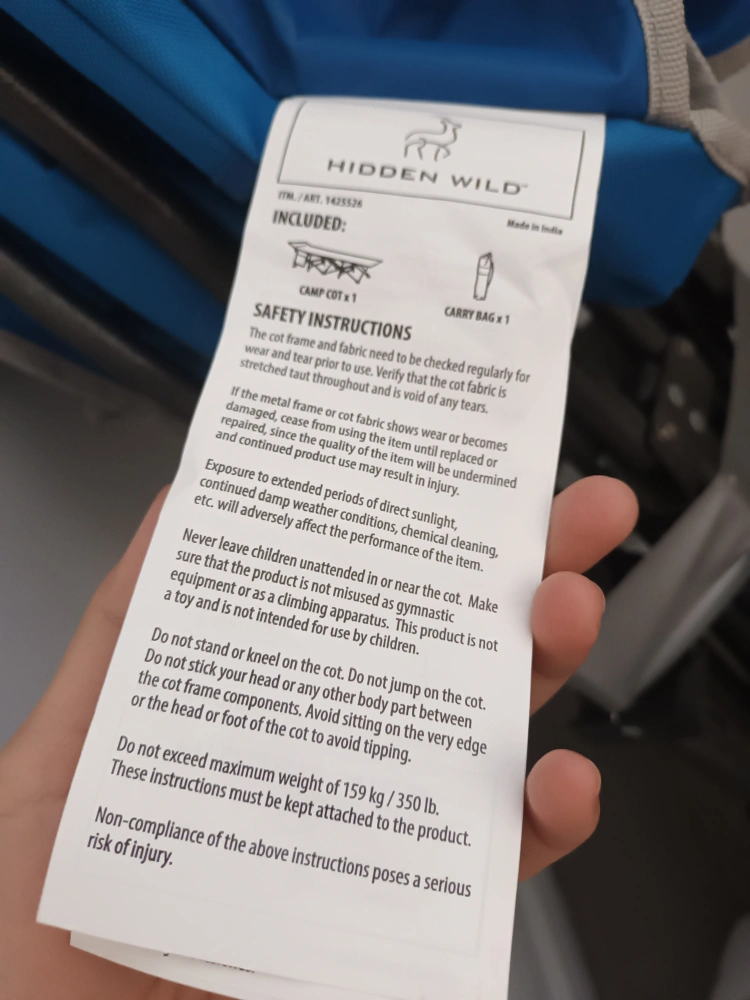 HIDDEN WILD™
ITM. / ART. 1425526
Made in India
INCLUDED:
CAMP COT x 1
CARRY BAG x 1
SAFETY INSTRUCTIONS
The cot frame and fabric need to be checked regularly for
wear and tear prior to use. Verify that the cot fabric is
stretched taut throughout and is void of any tears.
If the metal frame or cot fabric shows wear or becomes
damaged, cease from using the item until replaced or
repaired, since the quality of the item will be undermined
and continued product use may result in injury.
Exposure to extended periods of direct sunlight,
continued damp weather conditions, chemical cleaning,
etc. will adversely affect the performance of the item.
Never leave children unattended in or near the cot. Make
sure that the product is not misused as gymnastic
equipment or as a climbing apparatus. This product is not
a toy and is not intended for use by children.
Do not stand or kneel on the cot. Do not jump on the cot.
Do not stick your head or any other body part between
the cot frame components. Avoid sitting on the very edge
or the head or foot of the cot to avoid tipping.
Do not exceed maximum weight of 159 kg / 350 lb.
These instructions must be kept attached to the product.
Non-compliance of the above instructions poses a serious
risk of injury.